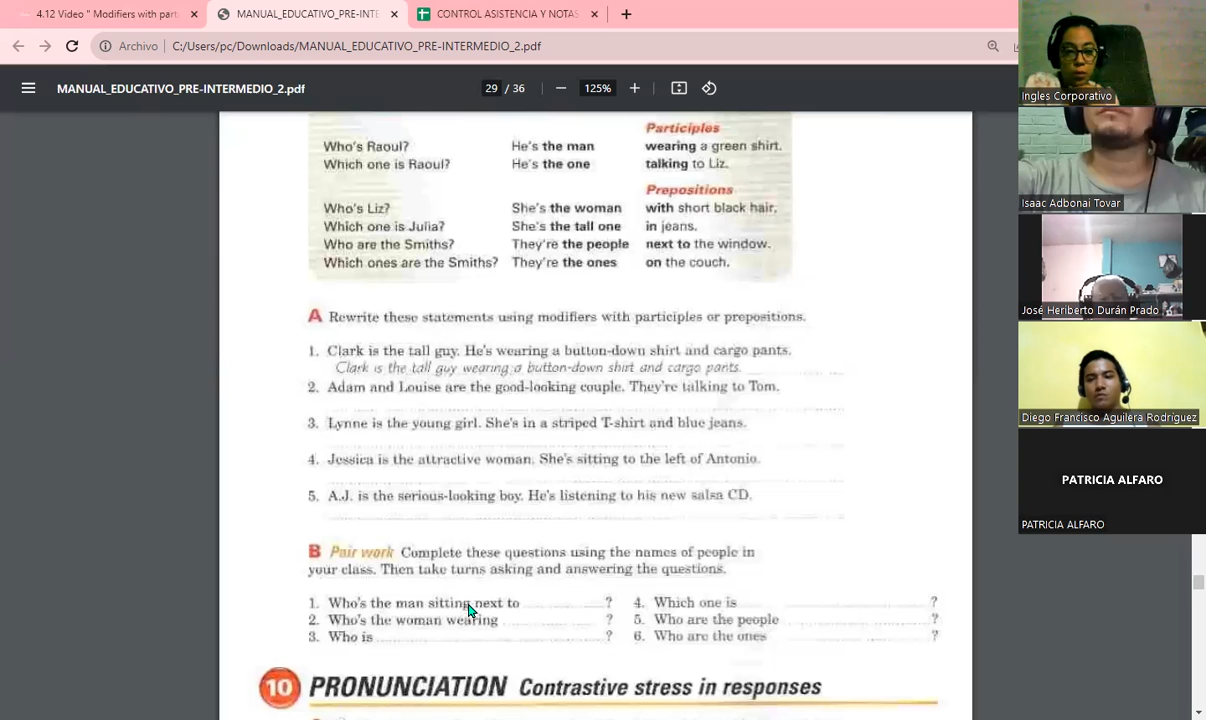 4.12 Video " Modifiers with part
MANUAL_EDUCATIVO_PRE-INTE
CONTROL ASISTENCIA Y NOTAS
Archivo C:/Users/pc/Downloads/MANUAL_EDUCATIVO_PRE-INTERMEDIO_2.pdf
MANUAL_EDUCATIVO_PRE-INTERMEDIO_2.pdf
29 / 36
125%
Participles
Who's Raoul? He's the man wearing a green shirt.
Which one is Raoul? He's the one talking to Liz.
Prepositions
Who's Liz? She's the woman with short black hair.
Which one is Julia? She's the tall one in jeans.
Who are the Smiths? They're the people next to the window.
Which ones are the Smiths? They're the ones on the couch.
A Rewrite these statements using modifiers with participles or prepositions.
1. Clark is the tall guy. He's wearing a button-down shirt and cargo pants.
Clark is the tall guy wearing a button-down shirt and cargo pants.
2. Adam and Louise are the good-looking couple. They're talking to Tom.
3. Lynne is the young girl. She's in a striped T-shirt and blue jeans.
4. Jessica is the attractive woman. She's sitting to the left of Antonio.
5. A.J. is the serious-looking boy. He's listening to his new salsa CD.
B Pair work Complete these questions using the names of people in
your class. Then take turns asking and answering the questions.
1. Who's the man sitting next to ?
2. Who's the woman wearing ?
3. Who is ?
4. Which one is ?
5. Who are the people ?
6. Who are the ones ?
10 PRONUNCIATION Contrastive stress in responses
Ingles Corporativo
Isaac Adbonai Tovar
José Heriberto Durán Prado
Diego Francisco Aguilera Rodríguez
PATRICIA ALFARO
PATRICIA ALFARO